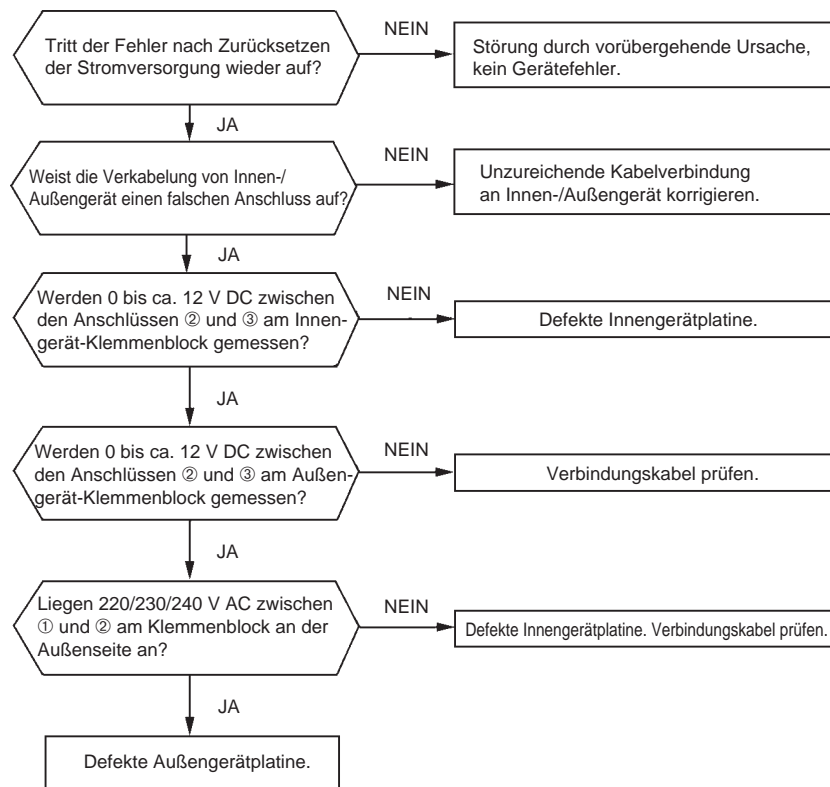 Tritt der Fehler nach Zurücksetzen
der Stromversorgung wieder auf?
NEIN
Störung durch vorübergehende Ursache,
kein Gerätefehler.
JA
Weist die Verkabelung von Innen-/
Außengerät einen falschen Anschluss auf?
NEIN
Unzureichende Kabelverbindung
an Innen-/Außengerät korrigieren.
JA
Werden 0 bis ca. 12 V DC zwischen
den Anschlüssen ② und ③ am Innen-
gerät-Klemmenblock gemessen?
NEIN
Defekte Innengerätplatine.
JA
Werden 0 bis ca. 12 V DC zwischen
den Anschlüssen ② und ③ am Außen-
gerät-Klemmenblock gemessen?
NEIN
Verbindungskabel prüfen.
JA
Liegen 220/230/240 V AC zwischen
① und ② am Klemmenblock an der
Außenseite an?
NEIN
Defekte Innengerätplatine. Verbindungskabel prüfen.
JA
Defekte Außengerätplatine.